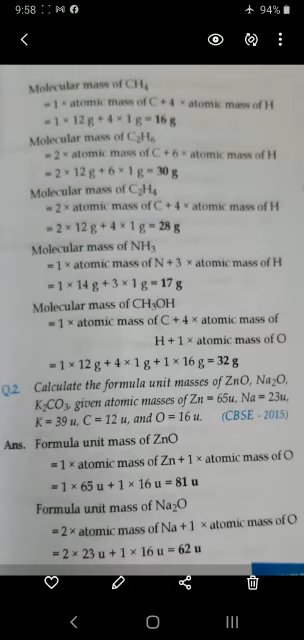 9:58
94%
Molecular mass of CH₄
= 1 × atomic mass of C + 4 × atomic mass of H
= 1 × 12 g + 4 × 1 g = 16 g
Molecular mass of C₂H₆
= 2 × atomic mass of C + 6 × atomic mass of H
= 2 × 12 g + 6 × 1 g = 30 g
Molecular mass of C₂H₄
= 2 × atomic mass of C + 4 × atomic mass of H
= 2 × 12 g + 4 × 1 g = 28 g
Molecular mass of NH₃
= 1 × atomic mass of N + 3 × atomic mass of H
= 1 × 14 g + 3 × 1 g = 17 g
Molecular mass of CH₃OH
= 1 × atomic mass of C + 4 × atomic mass of
H + 1 × atomic mass of O
= 1 × 12 g + 4 × 1 g + 1 × 16 g = 32 g
Q.2. Calculate the formula unit masses of ZnO, Na₂O,
K₂CO₃, given atomic masses of Zn = 65u, Na = 23u,
K = 39 u, C = 12 u, and O = 16 u. (CBSE - 2015)
Ans. Formula unit mass of ZnO
= 1 × atomic mass of Zn + 1 × atomic mass of O
= 1 × 65 u + 1 × 16 u = 81 u
Formula unit mass of Na₂O
= 2 × atomic mass of Na + 1 × atomic mass of O
= 2 × 23 u + 1 × 16 u = 62 u